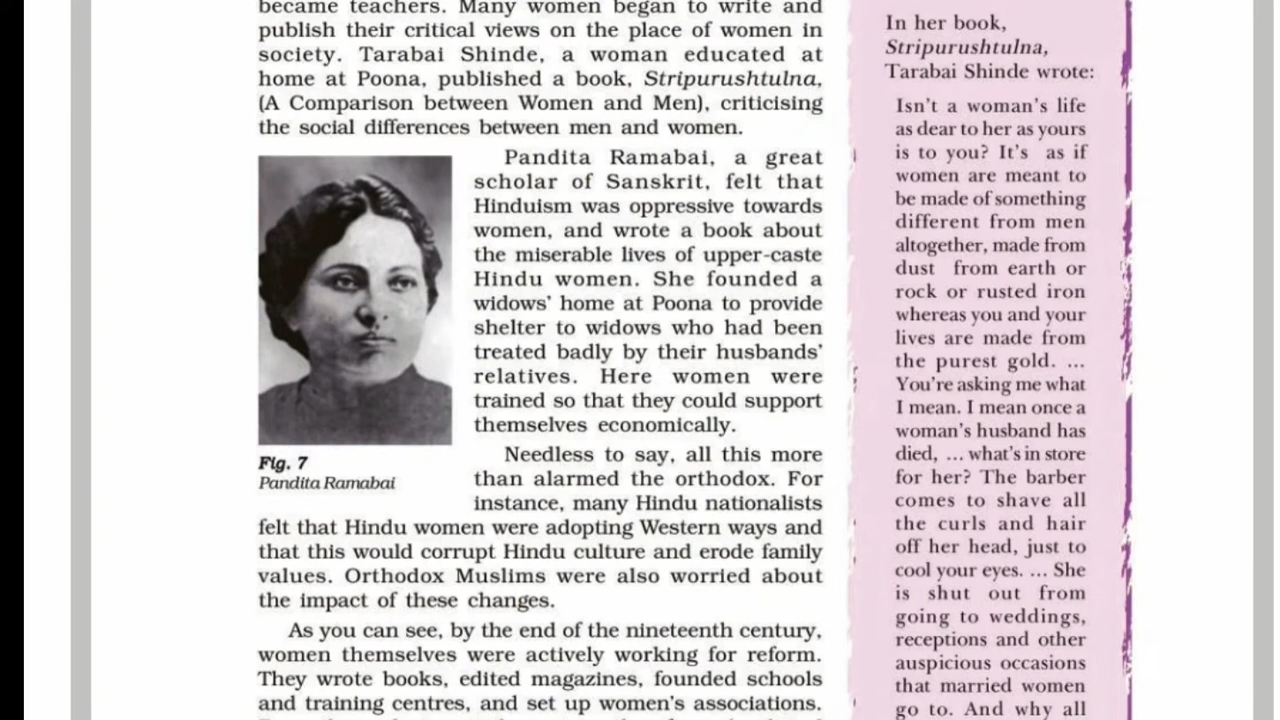 became teachers. Many women began to write and
publish their critical views on the place of women in
society. Tarabai Shinde, a woman educated at
home at Poona, published a book, Stripurushtulna,
(A Comparison between Women and Men), criticising
the social differences between men and women.
Pandita Ramabai, a great
scholar of Sanskrit, felt that
Hinduism was oppressive towards
women, and wrote a book about
the miserable lives of upper-caste
Hindu women. She founded a
widows' home at Poona to provide
shelter to widows who had been
treated badly by their husbands'
relatives. Here women were
trained so that they could support
themselves economically.
Fig. 7
Pandita Ramabai
Needless to say, all this more
than alarmed the orthodox. For
instance, many Hindu nationalists
felt that Hindu women were adopting Western ways and
that this would corrupt Hindu culture and erode family
values. Orthodox Muslims were also worried about
the impact of these changes.
As you can see, by the end of the nineteenth century,
women themselves were actively working for reform.
They wrote books, edited magazines, founded schools
and training centres, and set up women's associations.
In her book,
Stripurushtulna,
Tarabai Shinde wrote:
Isn't a woman's life
as dear to her as yours
is to you? It's as if
women are meant to
be made of something
different from men
altogether, made from
dust from earth or
rock or rusted iron
whereas you and your
lives are made from
the purest gold. ...
You're asking me what
I mean. I mean once a
woman's husband has
died, ... what's in store
for her? The barber
comes to shave all
the curls and hair
off her head, just to
cool your eyes. ... She
is shut out from
going to weddings,
receptions and other
auspicious occasions
that married women
go to. And why all